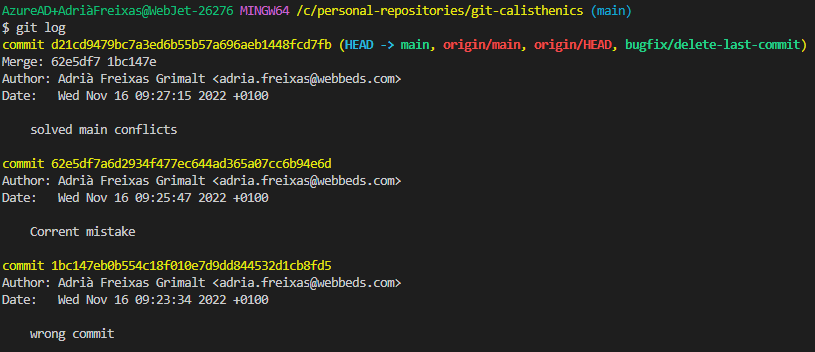 AzureAD+AdriàFreixas@WebJet-26276 MINGW64 /c/personal-repositories/git-calisthenics (main)
$ git log
commit d21cd9479bc7a3ed6b55b57a696aeb1448fcd7fb (HEAD -> main, origin/main, origin/HEAD, bugfix/delete-last-commit)
Merge: 62e5df7 1bc147e
Author: Adrià Freixas Grimalt <adria.freixas@webbeds.com>
Date:   Wed Nov 16 09:27:15 2022 +0100
    solved main conflicts
commit 62e5df7a6d2934f477ec644ad365a07cc6b94e6d
Author: Adrià Freixas Grimalt <adria.freixas@webbeds.com>
Date:   Wed Nov 16 09:25:47 2022 +0100
    Corrent mistake
commit 1bc147eb0b554c18f010e7d9dd844532d1cb8fd5
Author: Adrià Freixas Grimalt <adria.freixas@webbeds.com>
Date:   Wed Nov 16 09:23:34 2022 +0100
    wrong commit